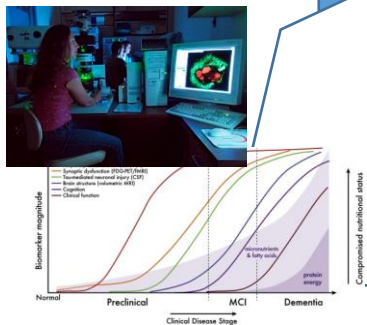 Synaptic dysfunction (FDG-PET/fMRI)
Tau-mediated neuronal injury (CSF)
Brain structure (volumetric MRI)
Cognition
Clinical function
Biomarker magnitude
micronutrients
& fatty acids
protein
energy
Compromised nutritional status
Normal
Preclinical
MCI
Dementia
Clinical Disease Stage